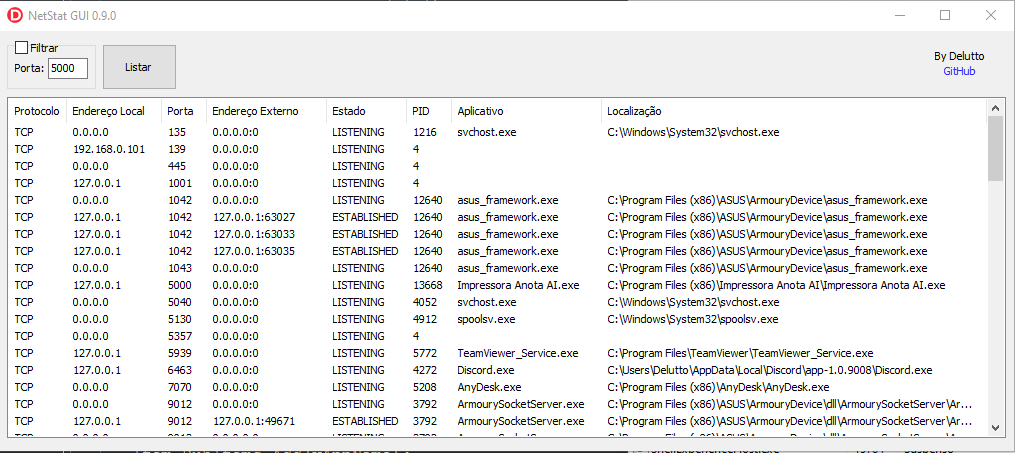 NetStat GUI 0.9.0
Filtrar
Porta: 5000
Listar
By Delutto
GitHub
Protocolo Endereço Local Porta Endereço Externo Estado PID Aplicativo Localização
TCP 0.0.0.0 135 0.0.0.0:0 LISTENING 1216 svchost.exe C:\Windows\System32\svchost.exe
TCP 192.168.0.101 139 0.0.0.0:0 LISTENING 4
TCP 0.0.0.0 445 0.0.0.0:0 LISTENING 4
TCP 127.0.0.1 1001 0.0.0.0:0 LISTENING 4
TCP 0.0.0.0 1042 0.0.0.0:0 LISTENING 12640 asus_framework.exe C:\Program Files (x86)\ASUS\ArmouryDevice\asus_framework.exe
TCP 127.0.0.1 1042 127.0.0.1:63027 ESTABLISHED 12640 asus_framework.exe C:\Program Files (x86)\ASUS\ArmouryDevice\asus_framework.exe
TCP 127.0.0.1 1042 127.0.0.1:63033 ESTABLISHED 12640 asus_framework.exe C:\Program Files (x86)\ASUS\ArmouryDevice\asus_framework.exe
TCP 127.0.0.1 1042 127.0.0.1:63035 ESTABLISHED 12640 asus_framework.exe C:\Program Files (x86)\ASUS\ArmouryDevice\asus_framework.exe
TCP 0.0.0.0 1043 0.0.0.0:0 LISTENING 12640 asus_framework.exe C:\Program Files (x86)\ASUS\ArmouryDevice\asus_framework.exe
TCP 127.0.0.1 5000 0.0.0.0:0 LISTENING 13668 Impressora Anota AI.exe C:\Program Files (x86)\Impressora Anota AI\Impressora Anota AI.exe
TCP 0.0.0.0 5040 0.0.0.0:0 LISTENING 4052 svchost.exe C:\Windows\System32\svchost.exe
TCP 0.0.0.0 5130 0.0.0.0:0 LISTENING 4912 spoolsv.exe C:\Windows\System32\spoolsv.exe
TCP 0.0.0.0 5357 0.0.0.0:0 LISTENING 4
TCP 127.0.0.1 5939 0.0.0.0:0 LISTENING 5772 TeamViewer_Service.exe C:\Program Files\TeamViewer\TeamViewer_Service.exe
TCP 127.0.0.1 6463 0.0.0.0:0 LISTENING 4272 Discord.exe C:\Users\Delutto\AppData\Local\Discord\app-1.0.9008\Discord.exe
TCP 0.0.0.0 7070 0.0.0.0:0 LISTENING 5208 AnyDesk.exe C:\Program Files (x86)\AnyDesk\AnyDesk.exe
TCP 0.0.0.0 9012 0.0.0.0:0 LISTENING 3792 ArmourySocketServer.exe C:\Program Files (x86)\ASUS\ArmouryDevice\dll\ArmourySocketServer\Ar...
TCP 127.0.0.1 9012 127.0.0.1:49671 ESTABLISHED 3792 ArmourySocketServer.exe C:\Program Files (x86)\ASUS\ArmouryDevice\dll\ArmourySocketServer\Ar...